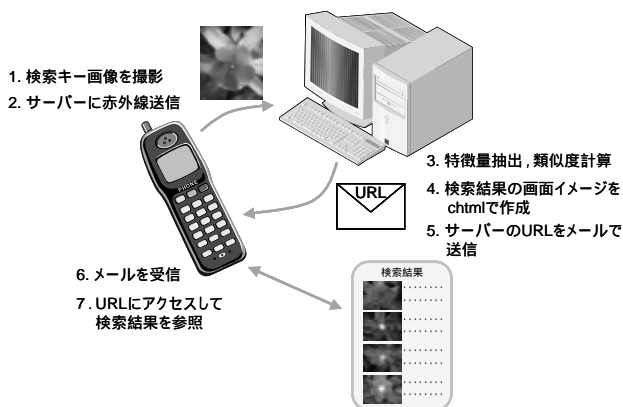 1. 検索キー画像を撮影
2. サーバーに赤外線送信
PHONE
3. 特徴量抽出 , 類似度計算
4. 検索結果の画面イメージを
chtmlで作成
5. サーバーのURLをメールで
送信
URL
6. メールを受信
７. URLにアクセスして
検索結果を参照
検索結果